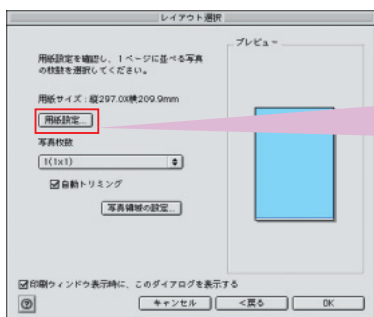 レイアウト選択
用紙設定を確認し、1ページに並べる写真
の枚数を選択してください。
プレビュー
用紙サイズ：縦297.0X横209.9mm
用紙設定...
写真枚数
1(1x1)
自動トリミング
写真領域の設定...
印刷ウィンドウ表示時に、このダイアログを表示する
?
キャンセル
<戻る
OK